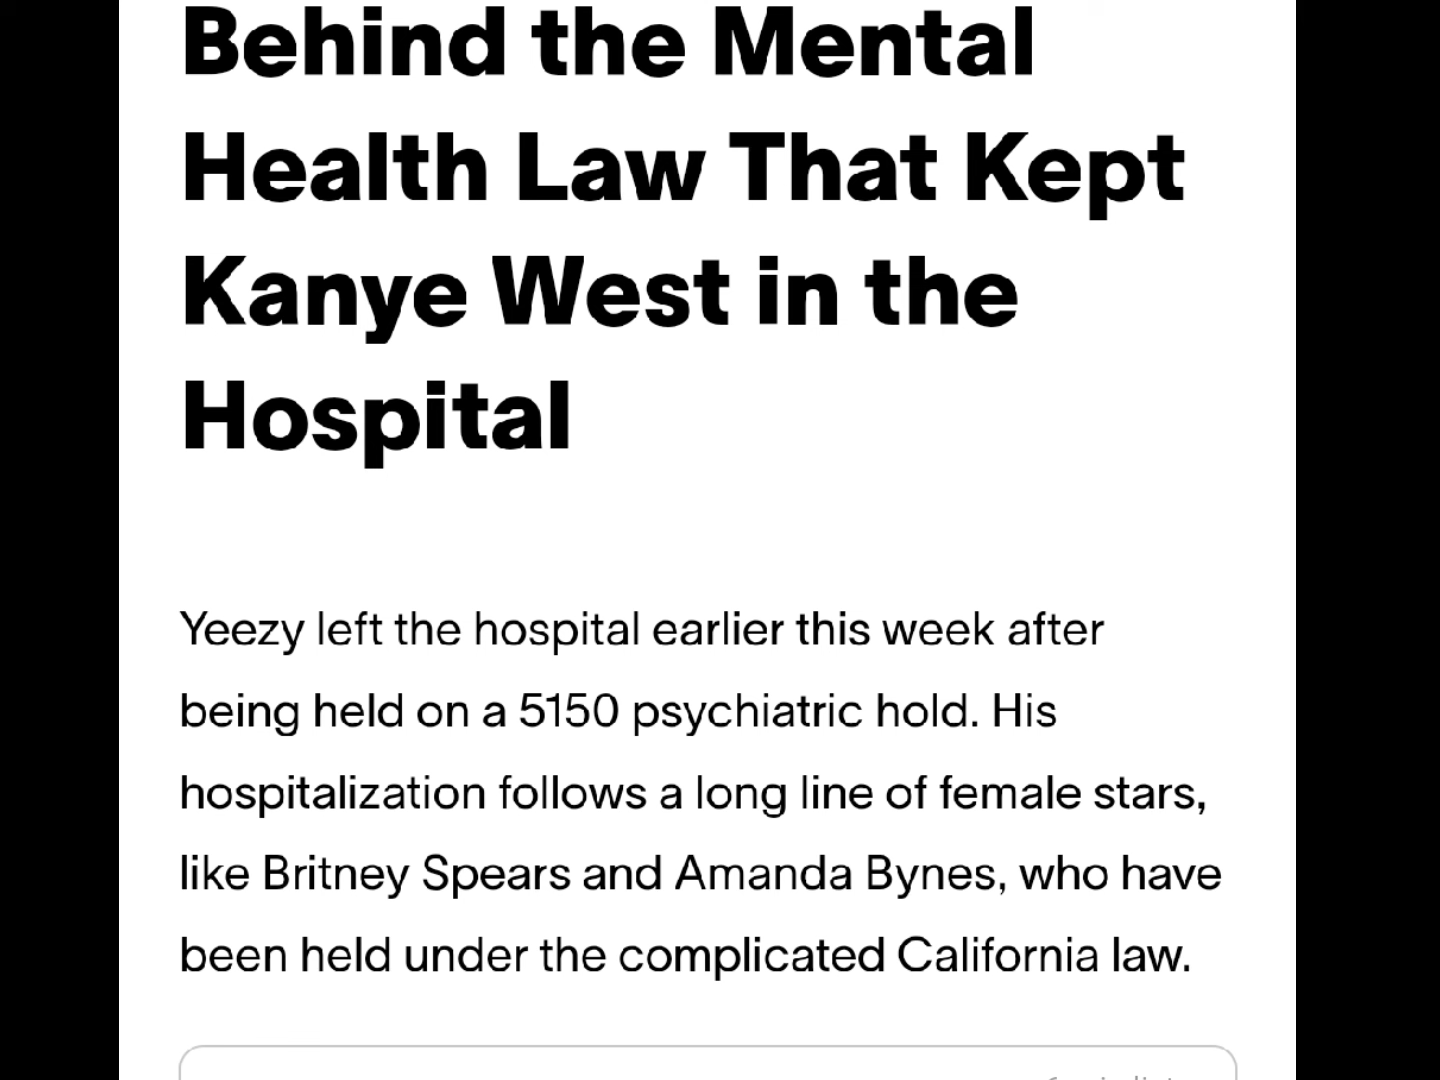 Behind the Mental
Health Law That Kept
Kanye West in the
Hospital
Yeezy left the hospital earlier this week after
being held on a 5150 psychiatric hold. His
hospitalization follows a long line of female stars,
like Britney Spears and Amanda Bynes, who have
been held under the complicated California law.